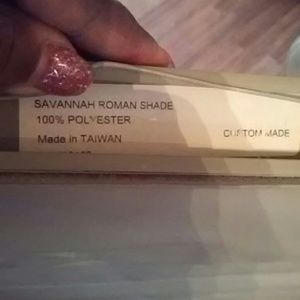 SAVANNAH ROMAN SHADE
100% POLYESTER
Made in TAIWAN
CUSTOM MADE